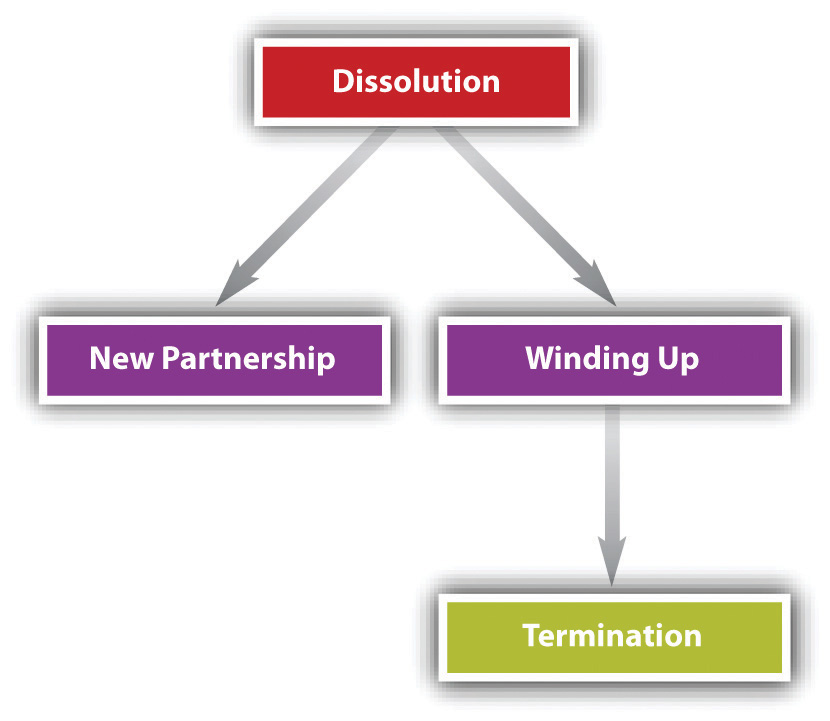 Dissolution
New Partnership
Winding Up
Termination